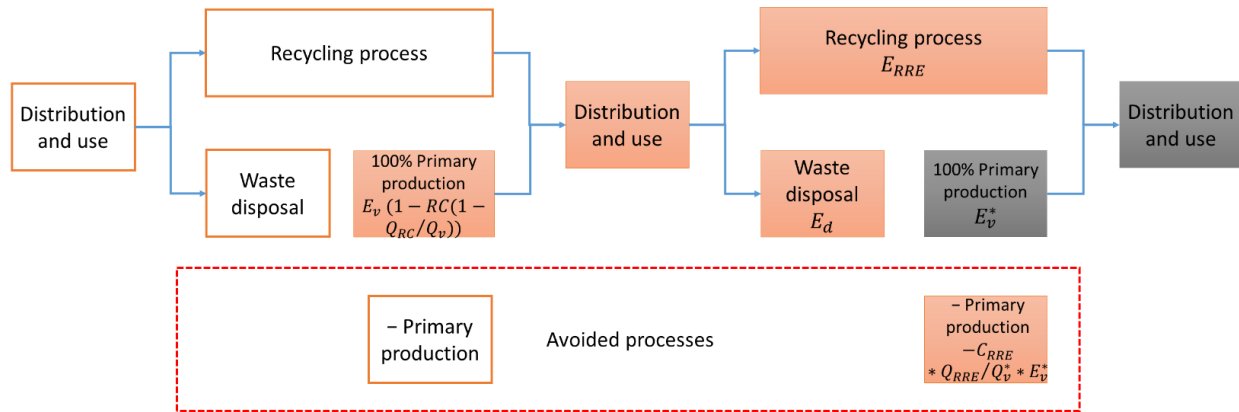 Distribution
and use
Recycling process
Waste
disposal
100% Primary
production
E_v (1 − RC(1 −
Q_RC/Q_v))
Distribution
and use
Recycling process
E_RRE
Waste
disposal
E_d
100% Primary
production
E_v^*
Distribution
and use
− Primary
production
Avoided processes
− Primary
production
−C_RRE
* Q_RRE/Q_v^* * E_v^*